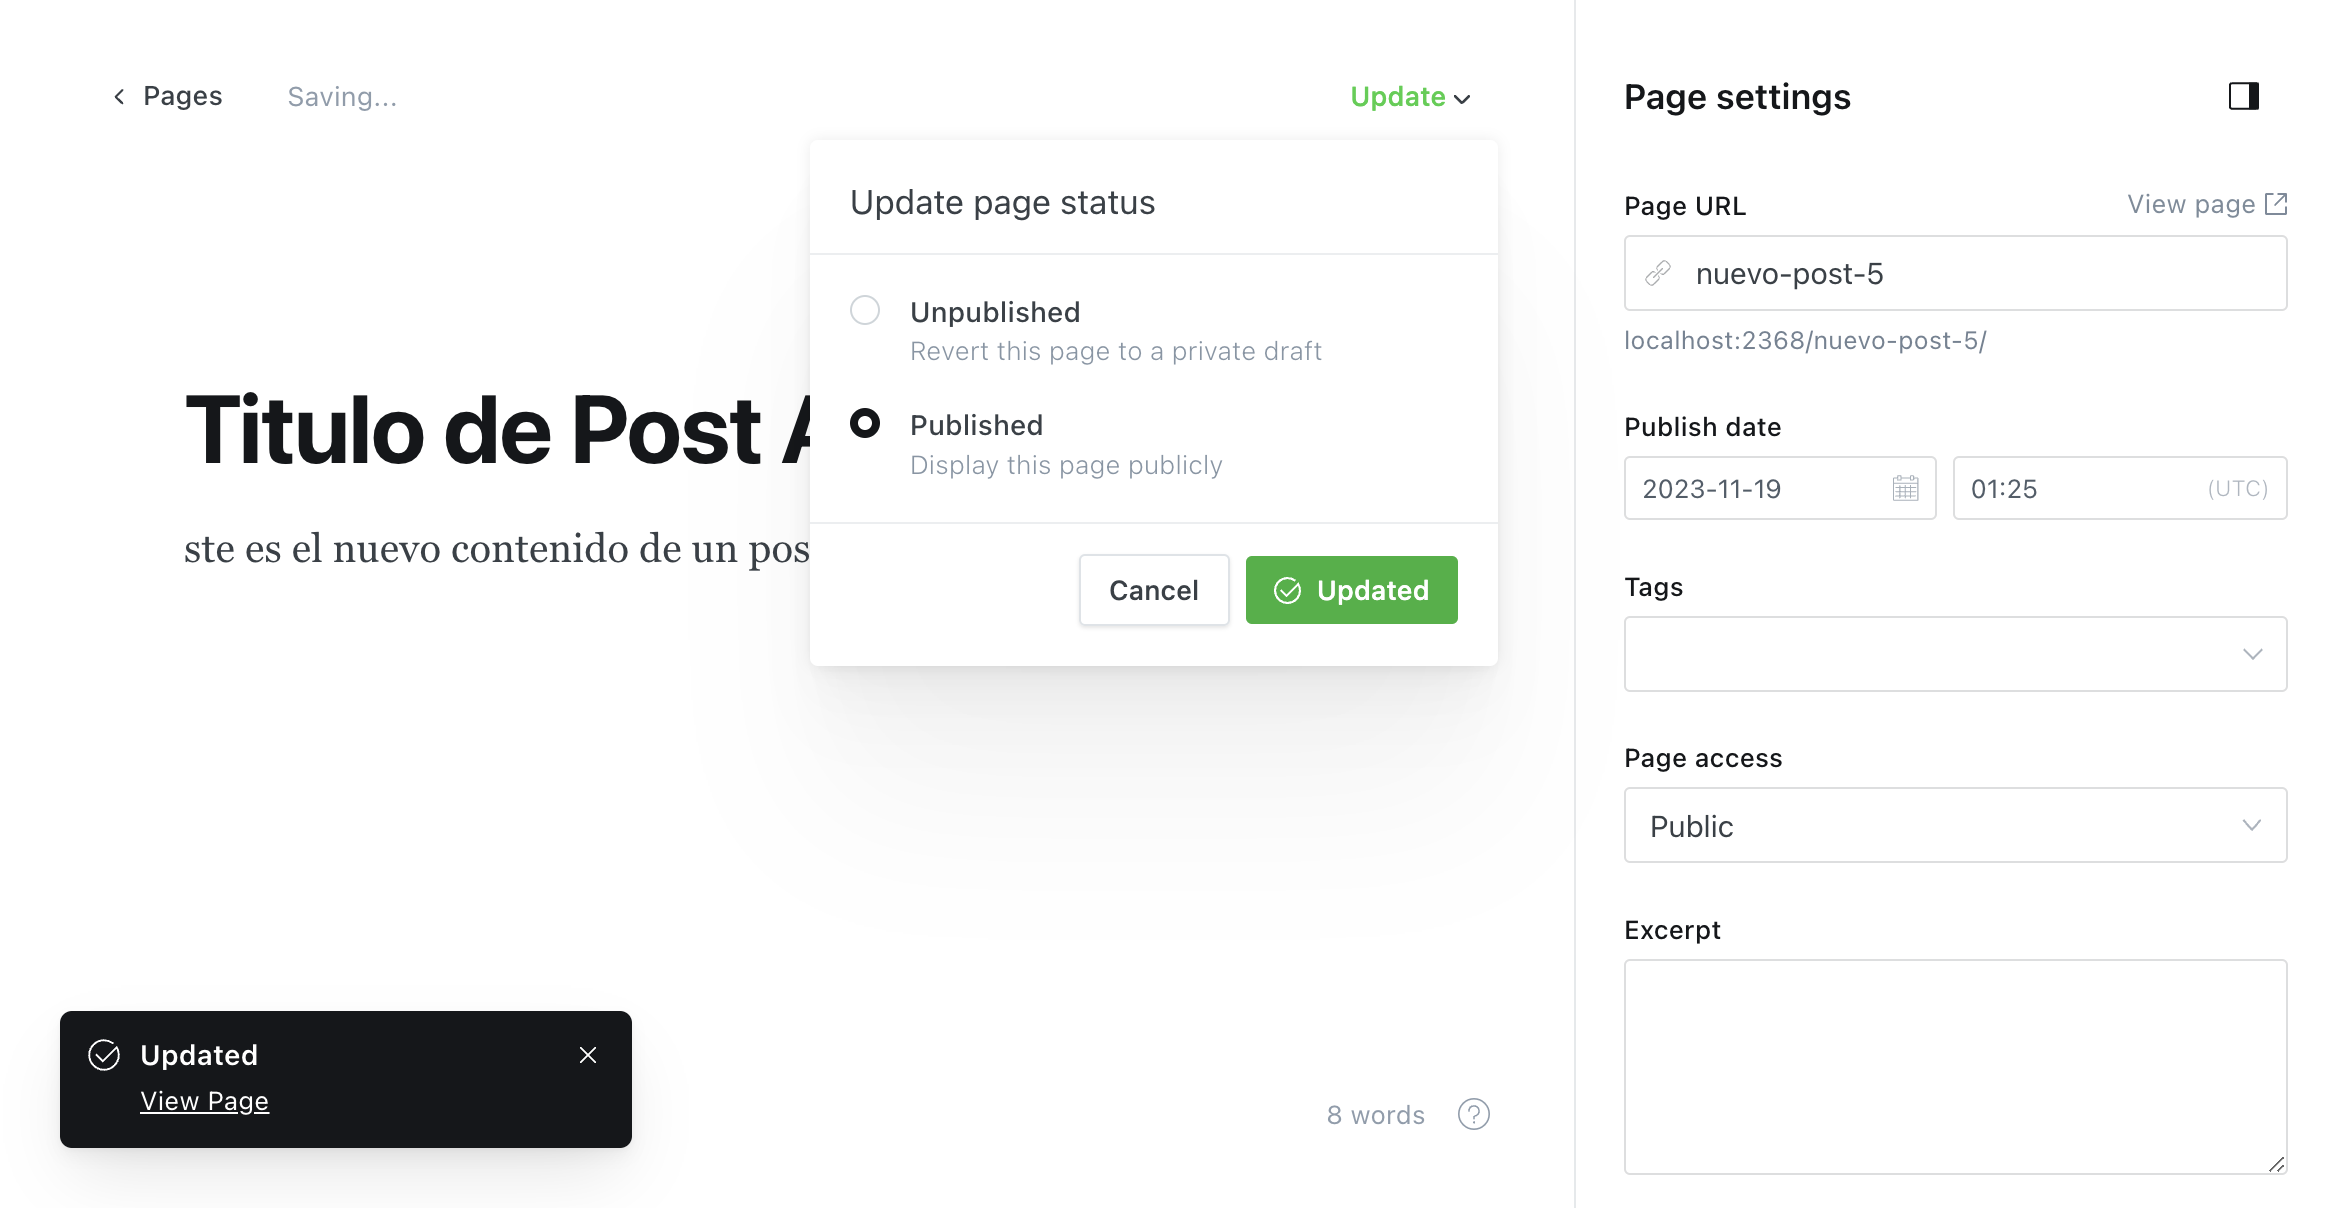 Pages
Saving...
Update
Update page status
Unpublished
Revert this page to a private draft
Published
Display this page publicly
Cancel
Updated
Titulo de Post
ste es el nuevo contenido de un pos
Updated
View Page
8 words
?
Page settings
Page URL
View page
nuevo-post-5
localhost:2368/nuevo-post-5/
Publish date
2023-11-19
01:25
(UTC)
Tags
Page access
Public
Excerpt